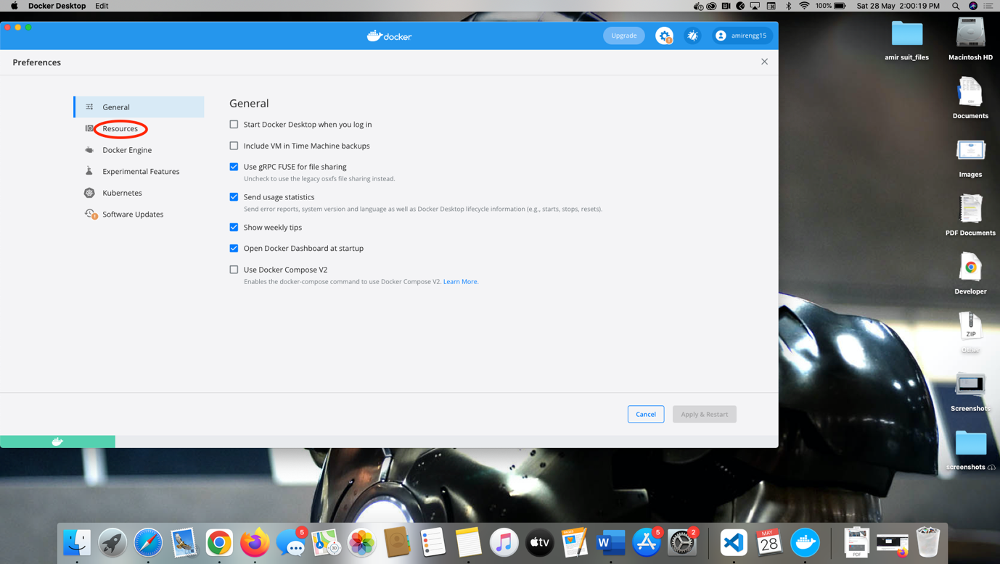 Docker Desktop Edit
100% Sat 28 May 2:00:19 PM
docker
Upgrade
amirengg15
Preferences
General
Resources
Docker Engine
Experimental Features
Kubernetes
Software Updates
General
Start Docker Desktop when you log in
Include VM in Time Machine backups
Use gRPC FUSE for file sharing
Uncheck to use the legacy osxfs file sharing instead.
Send usage statistics
Send error reports, system version and language as well as Docker Desktop lifecycle information (e.g., starts, stops, resets).
Show weekly tips
Open Docker Dashboard at startup
Use Docker Compose V2
Enables the docker-compose command to use Docker Compose V2. Learn More.
Cancel
Apply & Restart
amir suit_files
Macintosh HD
Documents
Images
PDF Documents
Developer
ZIP
Other
Screenshots
screenshots
5
tv
PAGES
W
5
2
MAY
28
PDF